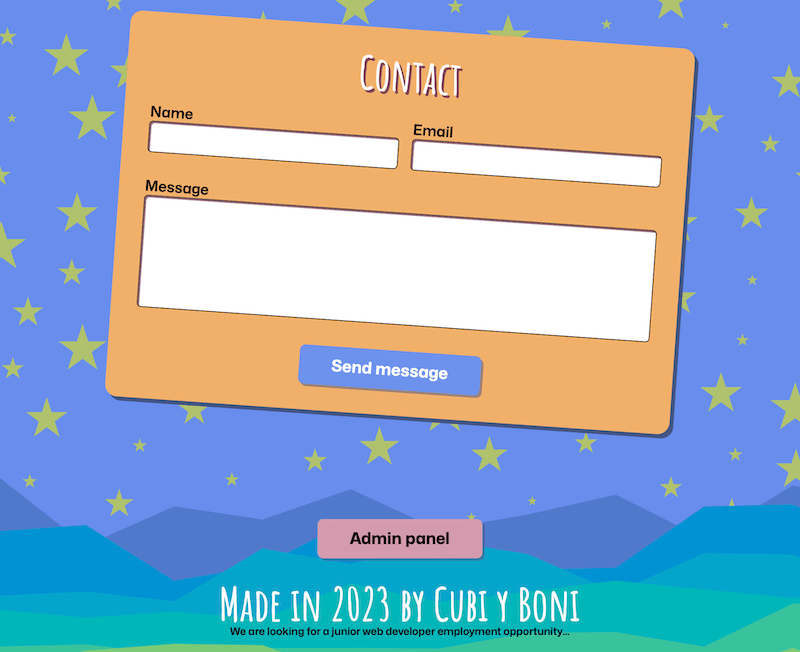 Contact
Name
Email
Message
Send message
Admin panel
Made in 2023 by Cubi y Boni
We are looking for a junior web developer employment opportunity...